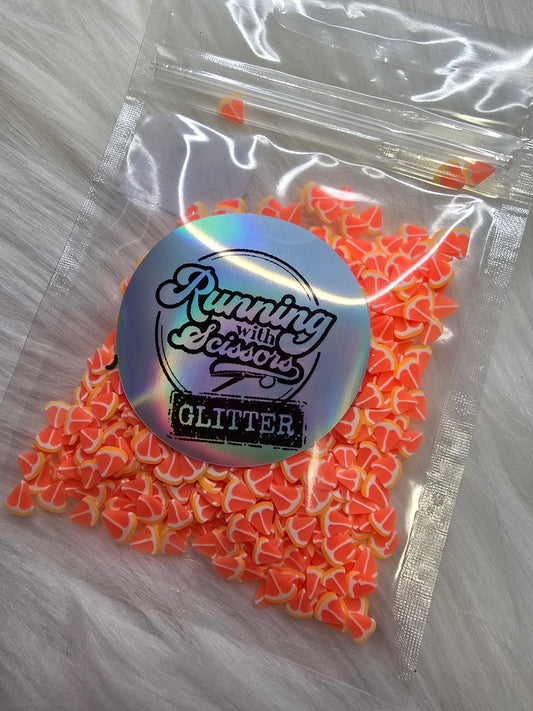 Running
with
Scissors
GLITTER